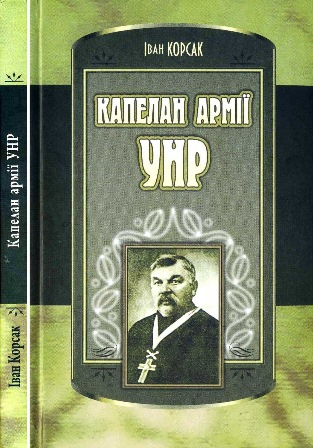 Іван КОРСАК
КАПЕЛАН АРМІЇ
УНР
Іван Корсак
Капелан армії УНР